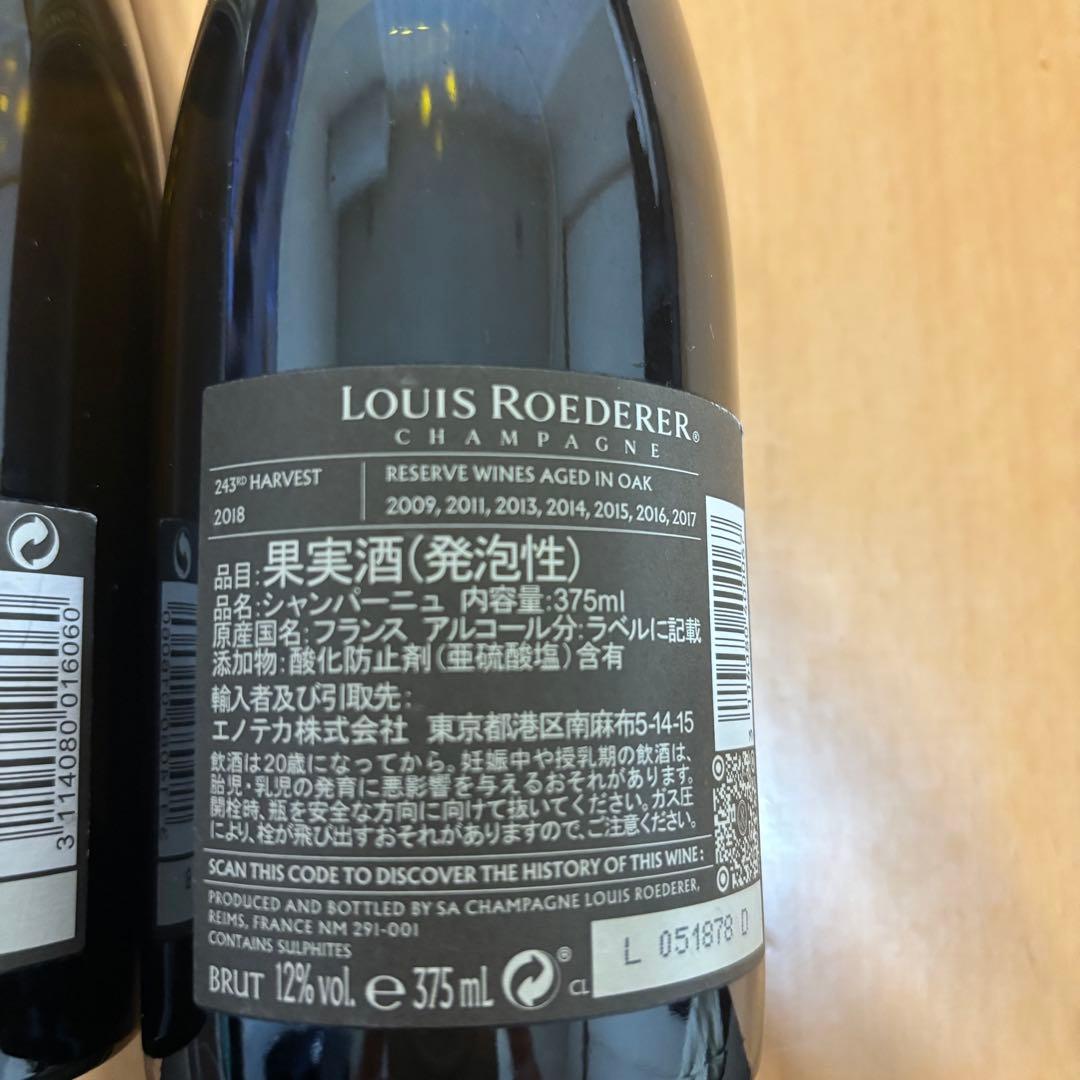 LOUIS ROEDERER®
CHAMPAGNE
243RD HARVEST
2018
RESERVE WINES AGED IN OAK
2009, 2011, 2013, 2014, 2015, 2016, 2017
品目:果実酒(発泡性)
品名:シャンパーニュ 内容量:375ml
原産国名:フランス アルコール分:ラベルに記載
添加物:酸化防止剤(亜硫酸塩)含有
輸入者及び引取先:
エノテカ株式会社 東京都港区南麻布5-14-15
飲酒は20歳になってから。妊娠中や授乳期の飲酒は、
胎児・乳児の発育に悪影響を与えるおそれがあります。
開栓時、瓶を安全な方向に向けて抜いてください。ガス圧
により、栓が飛び出すおそれがありますので、ご注意ください。
SCAN THIS CODE TO DISCOVER THE HISTORY OF THIS WINE:
PRODUCED AND BOTTLED BY SA CHAMPAGNE LOUIS ROEDERER,
REIMS, FRANCE NM 291-001
CONTAINS SULPHITES
BRUT 12% vol. e 375 mL ® CL
L 051878 D
3 114080 016060